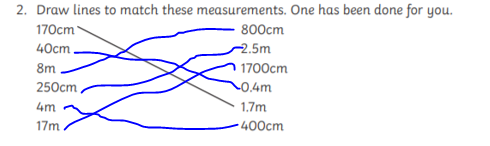 2. Draw lines to match these measurements. One has been done for you.
170cm 800cm
40cm 2.5m
8m 1700cm
250cm 0.4m
4m 1.7m
17m 400cm